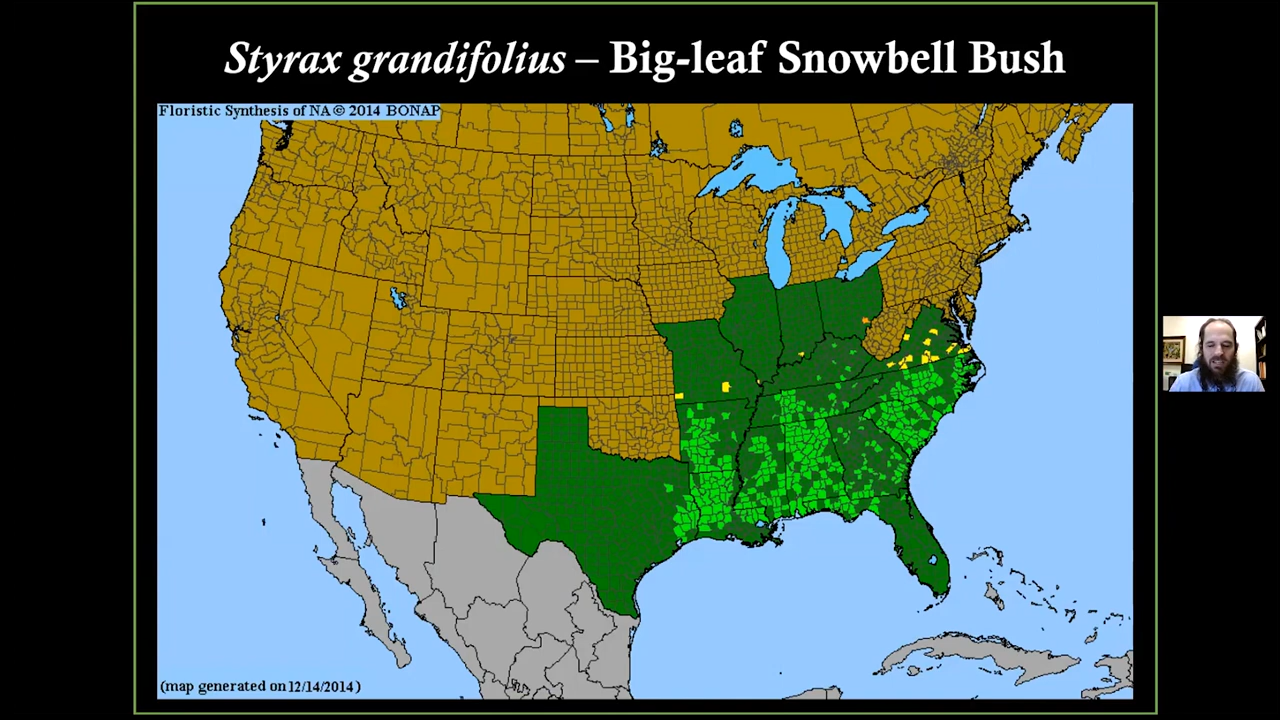 Styrax grandifolius – Big-leaf Snowbell Bush
Floristic Synthesis of NA © 2014 BONAP
(map generated on 12/14/2014)